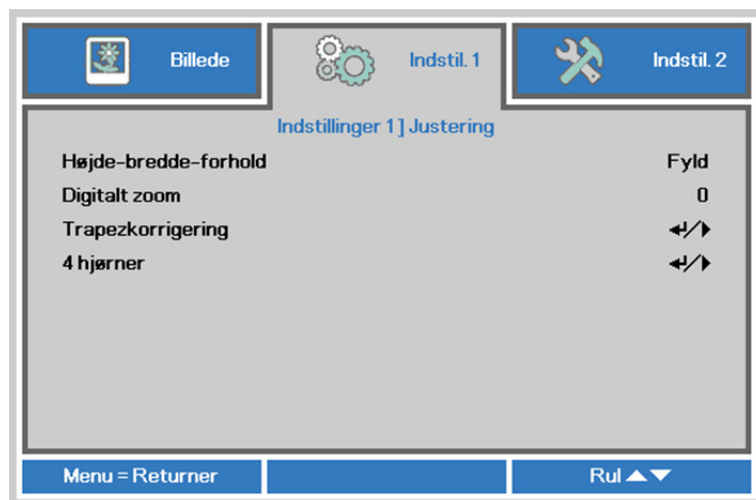 Billede
Indstil. 1
Indstil. 2
Indstillinger 1] Justering
Højde-bredde-forhold Fyld
Digitalt zoom 0
Trapezkorrigering ↵/▶
4 hjørner ↵/▶
Menu = Returner
Rul ▲▼